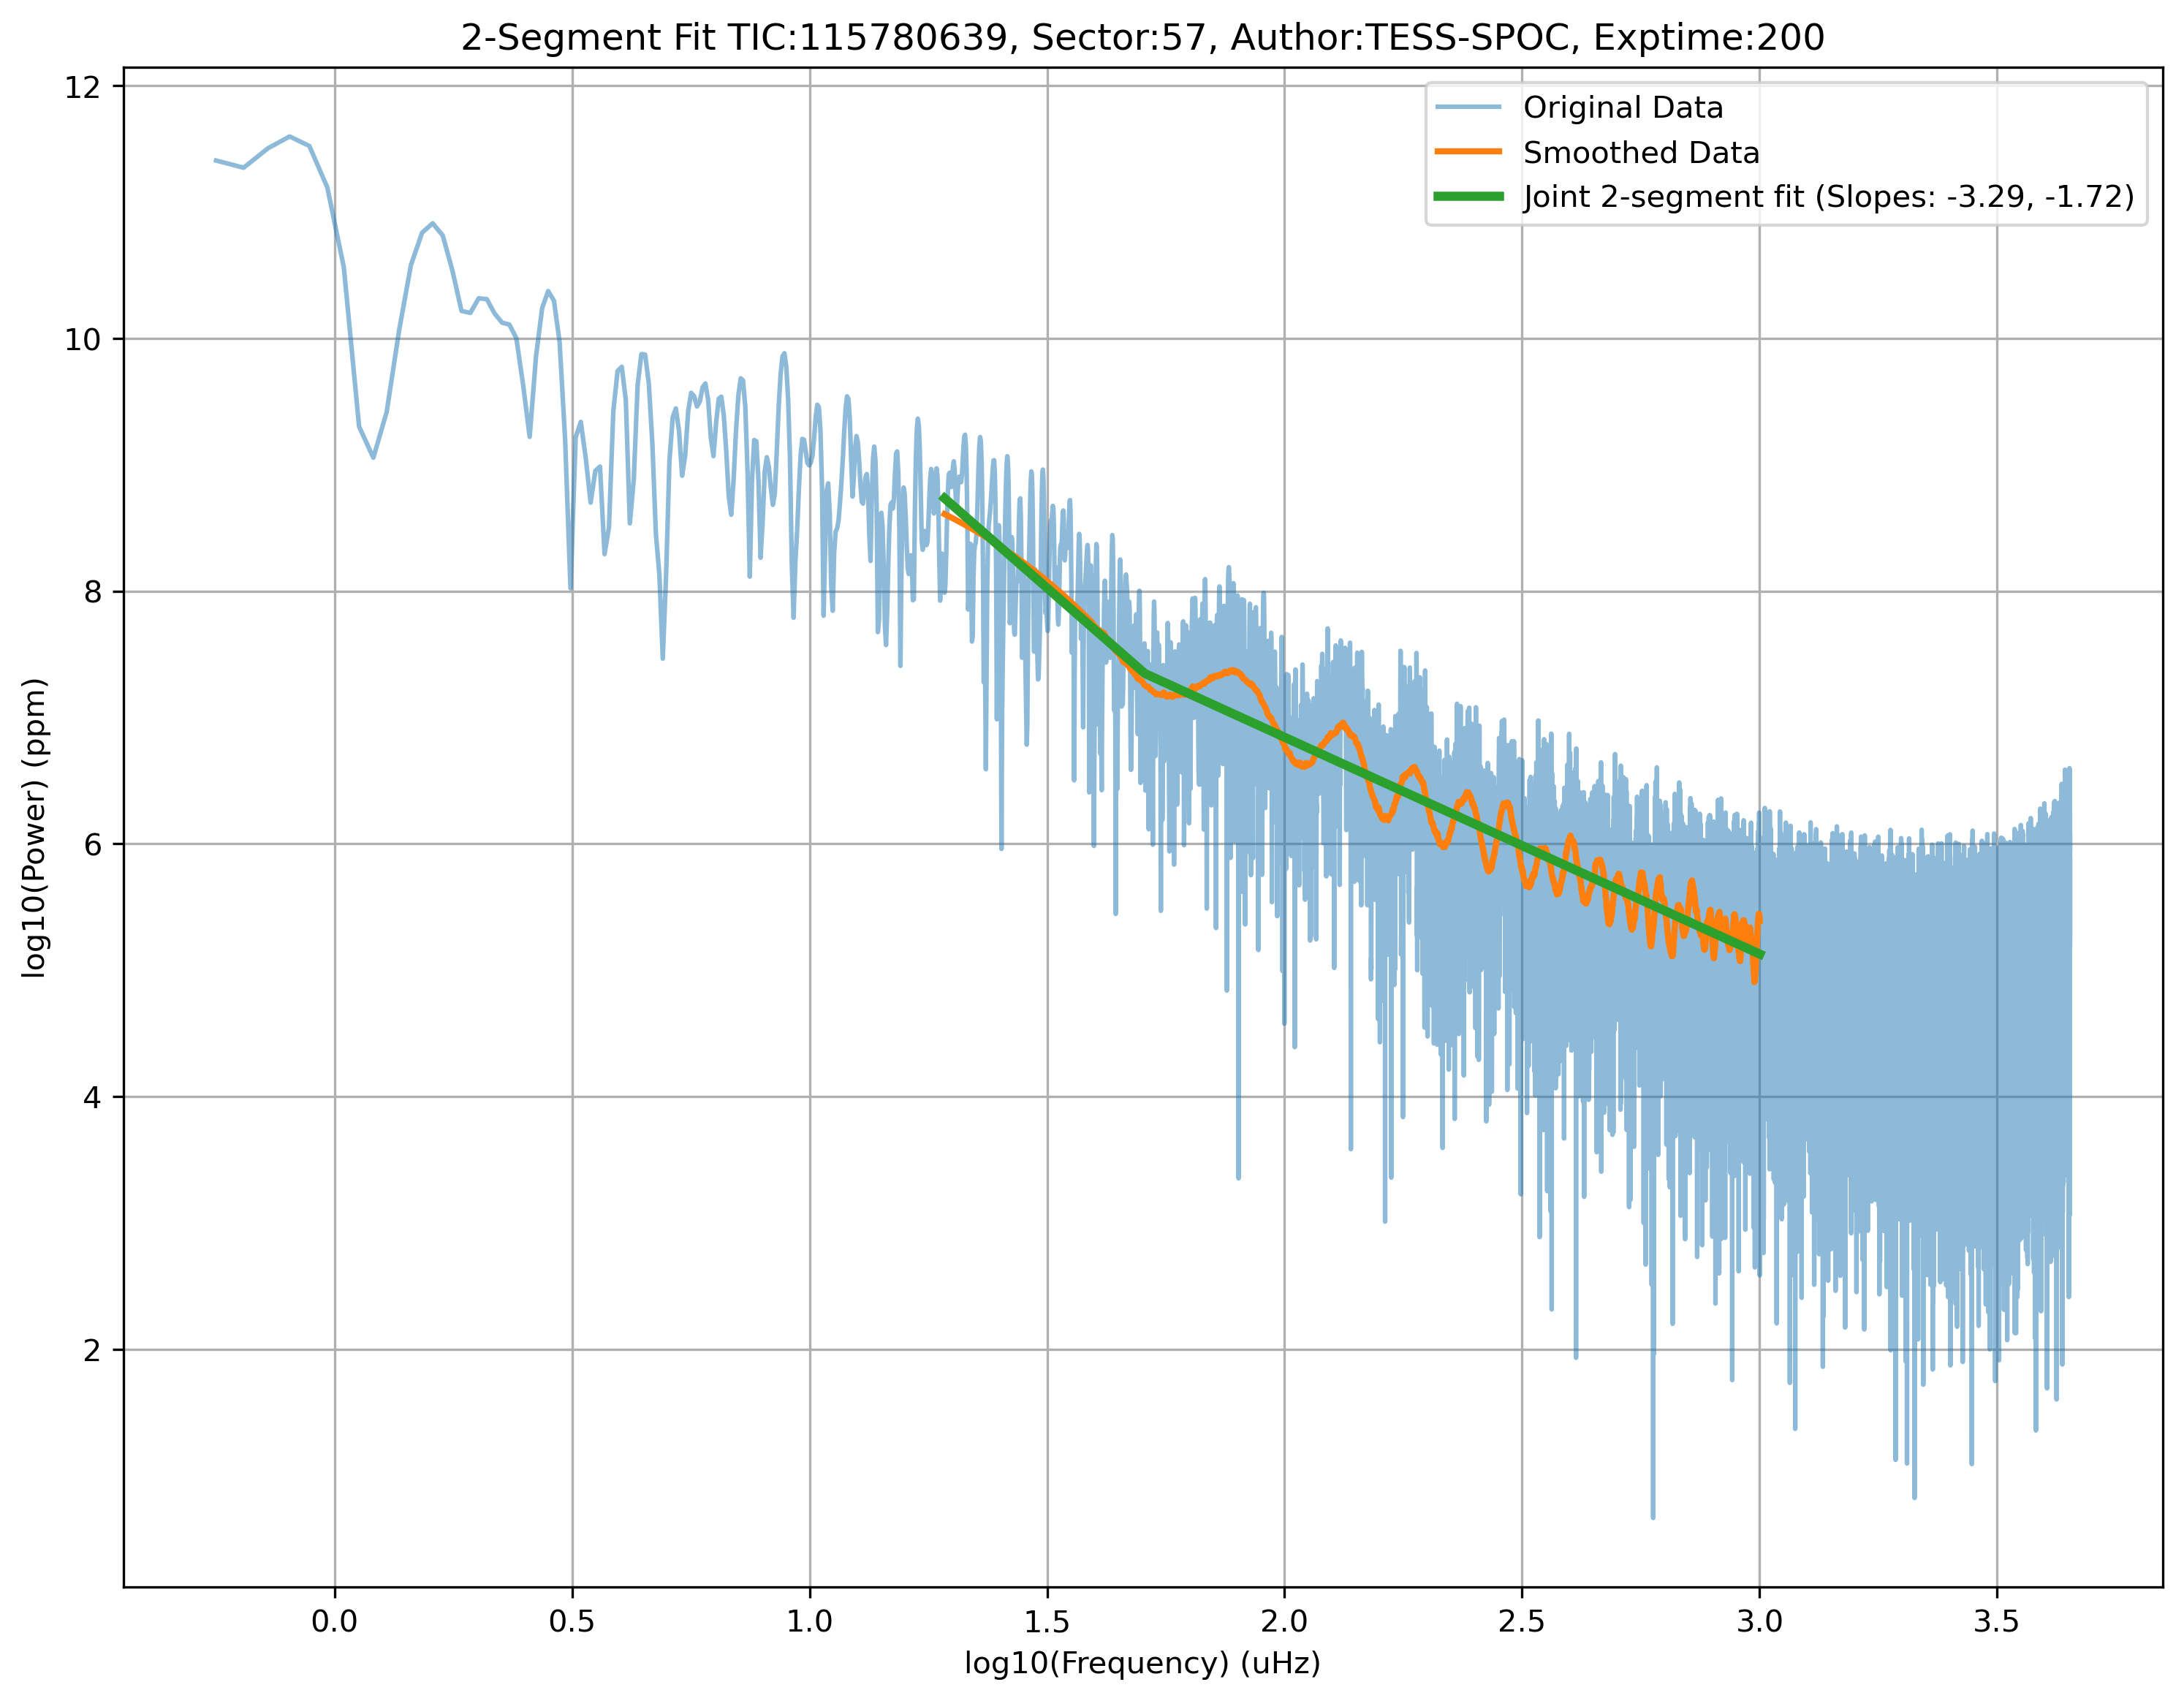 2-Segment Fit TIC:115780639, Sector:57, Author:TESS-SPOC, Exptime:200
Original Data
Smoothed Data
Joint 2-segment fit (Slopes: -3.29, -1.72)
12
10
8
6
4
2
log10(Power) (ppm)
0.0 0.5 1.0 1.5 2.0 2.5 3.0 3.5
log10(Frequency) (uHz)